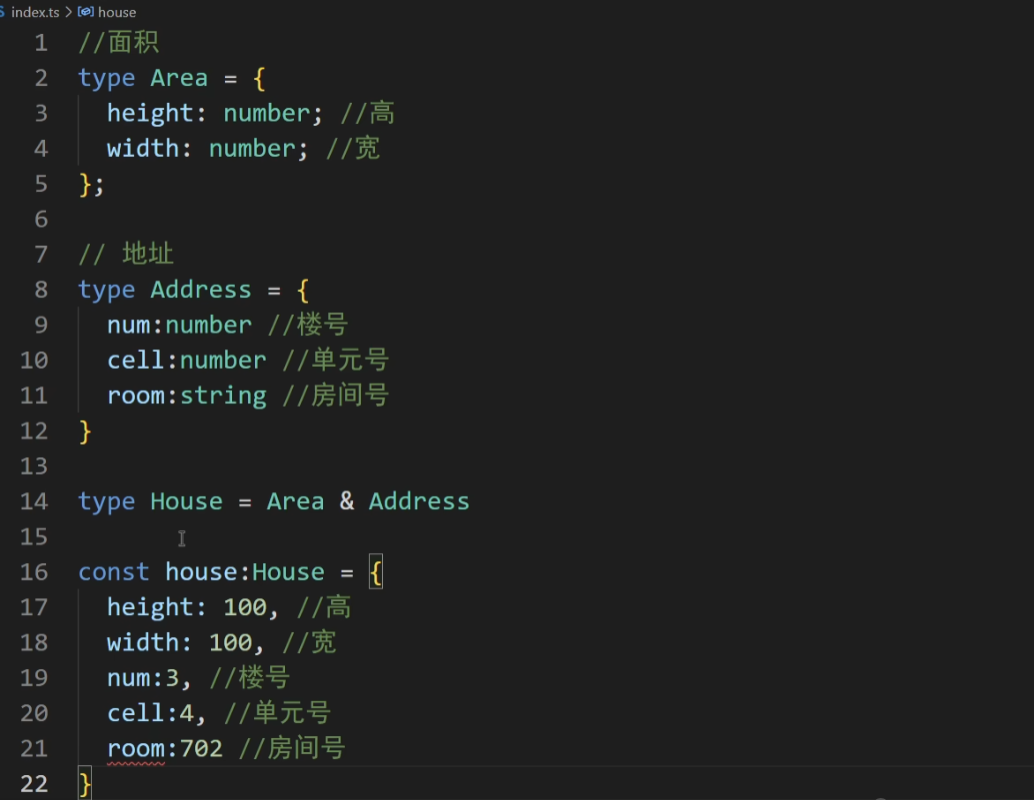 index.ts > house
1 //面积
2 type Area = {
3 height: number; //高
4 width: number; //宽
5 };
6
7 // 地址
8 type Address = {
9 num:number //楼号
10 cell:number //单元号
11 room:string //房间号
12 }
13
14 type House = Area & Address
15
16 const house:House = {
17 height: 100, //高
18 width: 100, //宽
19 num:3, //楼号
20 cell:4, //单元号
21 room:702 //房间号
22 }